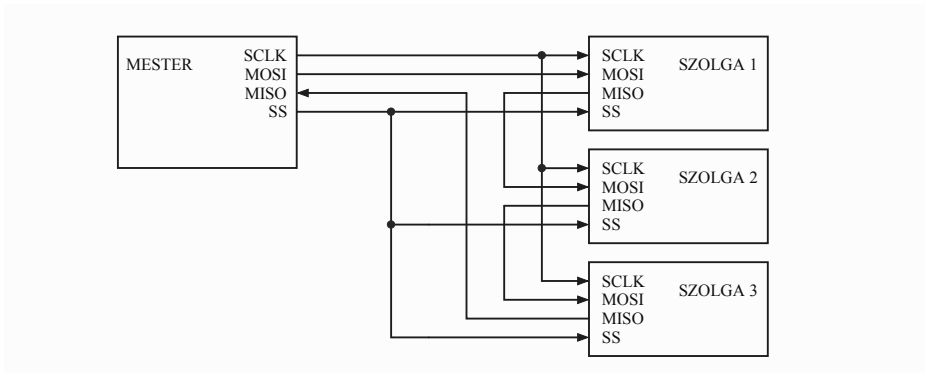 MESTER
SCLK
MOSI
MISO
SS
SCLK
MOSI
MISO
SS
SZOLGA 1
SCLK
MOSI
MISO
SS
SZOLGA 2
SCLK
MOSI
MISO
SS
SZOLGA 3